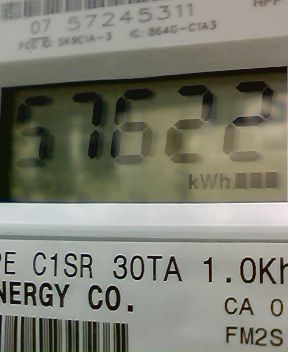 07 57245311
FCC ID: SK9C1A-3 IC: 864G-C1A3
57622
kWh
PE C1SR 30TA 1.0Kh
NERGY CO.
CA 0
FM2S